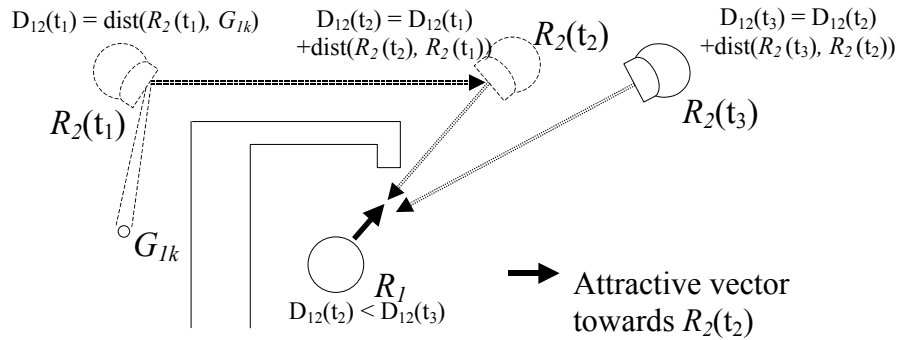 D₁₂(t₁) = dist(R₂(t₁), G₁ₖ)
D₁₂(t₂) = D₁₂(t₁)
+dist(R₂(t₂), R₂(t₁))
D₁₂(t₃) = D₁₂(t₂)
+dist(R₂(t₃), R₂(t₂))
R₂(t₂)
R₂(t₁)
R₂(t₃)
G₁ₖ
R₁
D₁₂(t₂) < D₁₂(t₃)
Attractive vector
towards R₂(t₂)